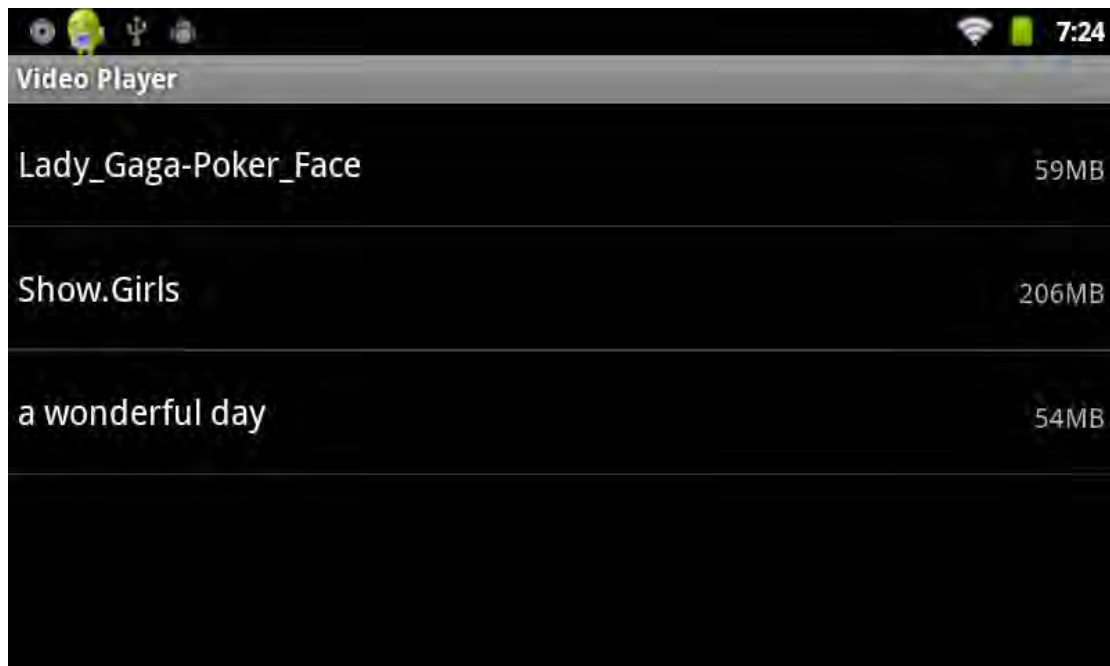 7:24
Video Player
Lady_Gaga-Poker_Face 59MB
Show.Girls 206MB
a wonderful day 54MB